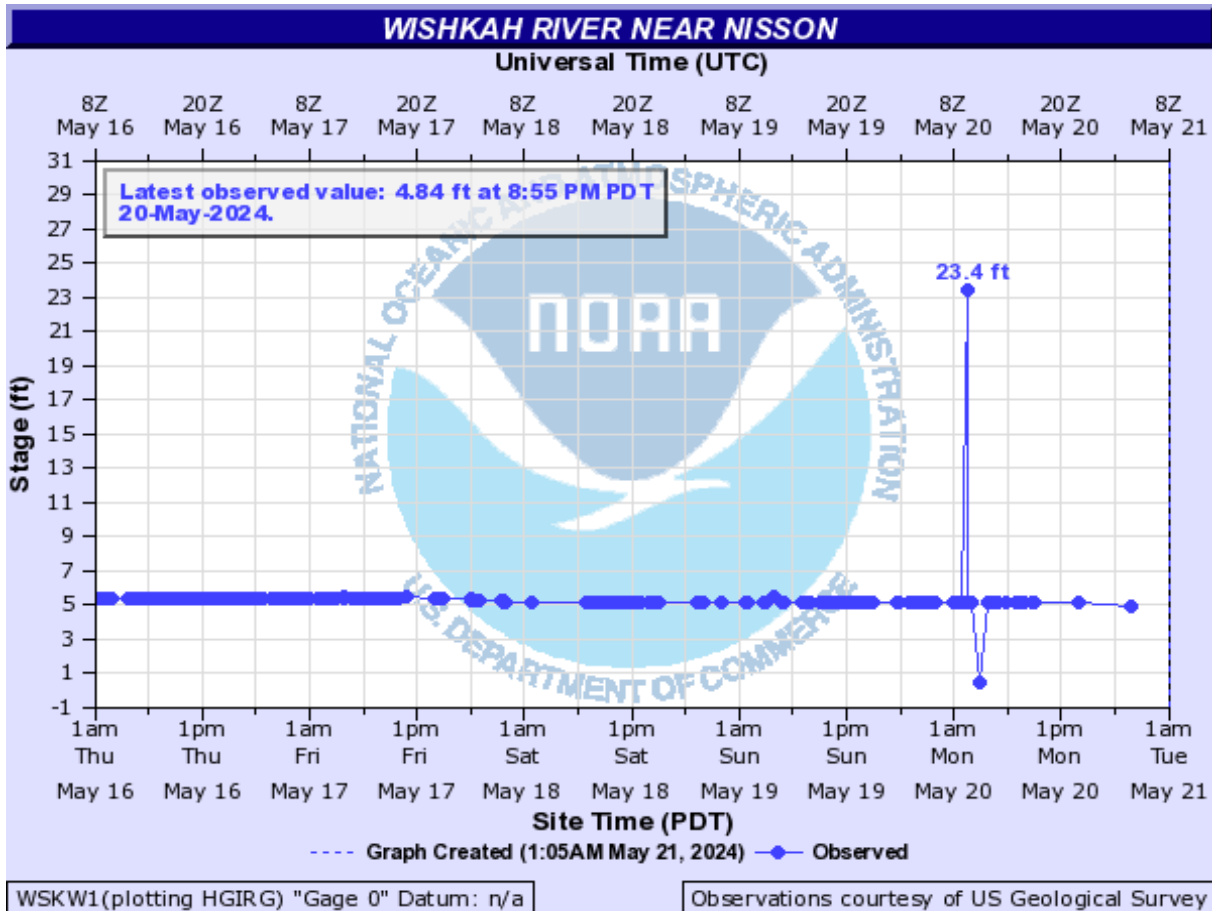 WISHKAH RIVER NEAR NISSON
Universal Time (UTC)
8Z 20Z 8Z 20Z 8Z 20Z 8Z 20Z 8Z 20Z 8Z
May 16 May 16 May 17 May 17 May 18 May 18 May 19 May 19 May 20 May 20 May 21
Latest observed value: 4.84 ft at 8:55 PM PDT
20-May-2024.
23.4 ft
NATIONAL OCEANIC AND ATMOSPHERIC ADMINISTRATION
NOAA
U.S. DEPARTMENT OF COMMERCE
Stage (ft)
31
29
27
25
23
21
19
17
15
13
11
9
7
5
3
1
-1
1am 1pm 1am 1pm 1am 1pm 1am 1pm 1am 1pm 1am
Thu Thu Fri Fri Sat Sat Sun Sun Mon Mon Tue
May 16 May 16 May 17 May 17 May 18 May 18 May 19 May 19 May 20 May 20 May 21
Site Time (PDT)
Graph Created (1:05AM May 21, 2024) Observed
WSKW1(plotting HGIRG) "Gage 0" Datum: n/a
Observations courtesy of US Geological Survey